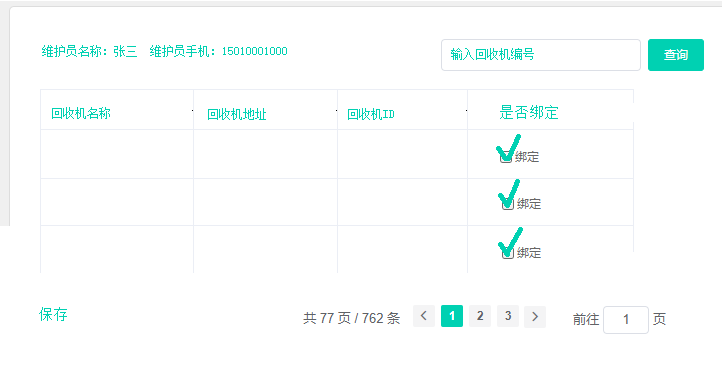 维护员名称：张三 维护员手机：15010001000 输入回收机编号 查询
回收机名称 回收机地址 回收机ID 是否绑定
绑定
绑定
绑定
保存 共 77 页 / 762 条 < 1 2 3 > 前往 1 页